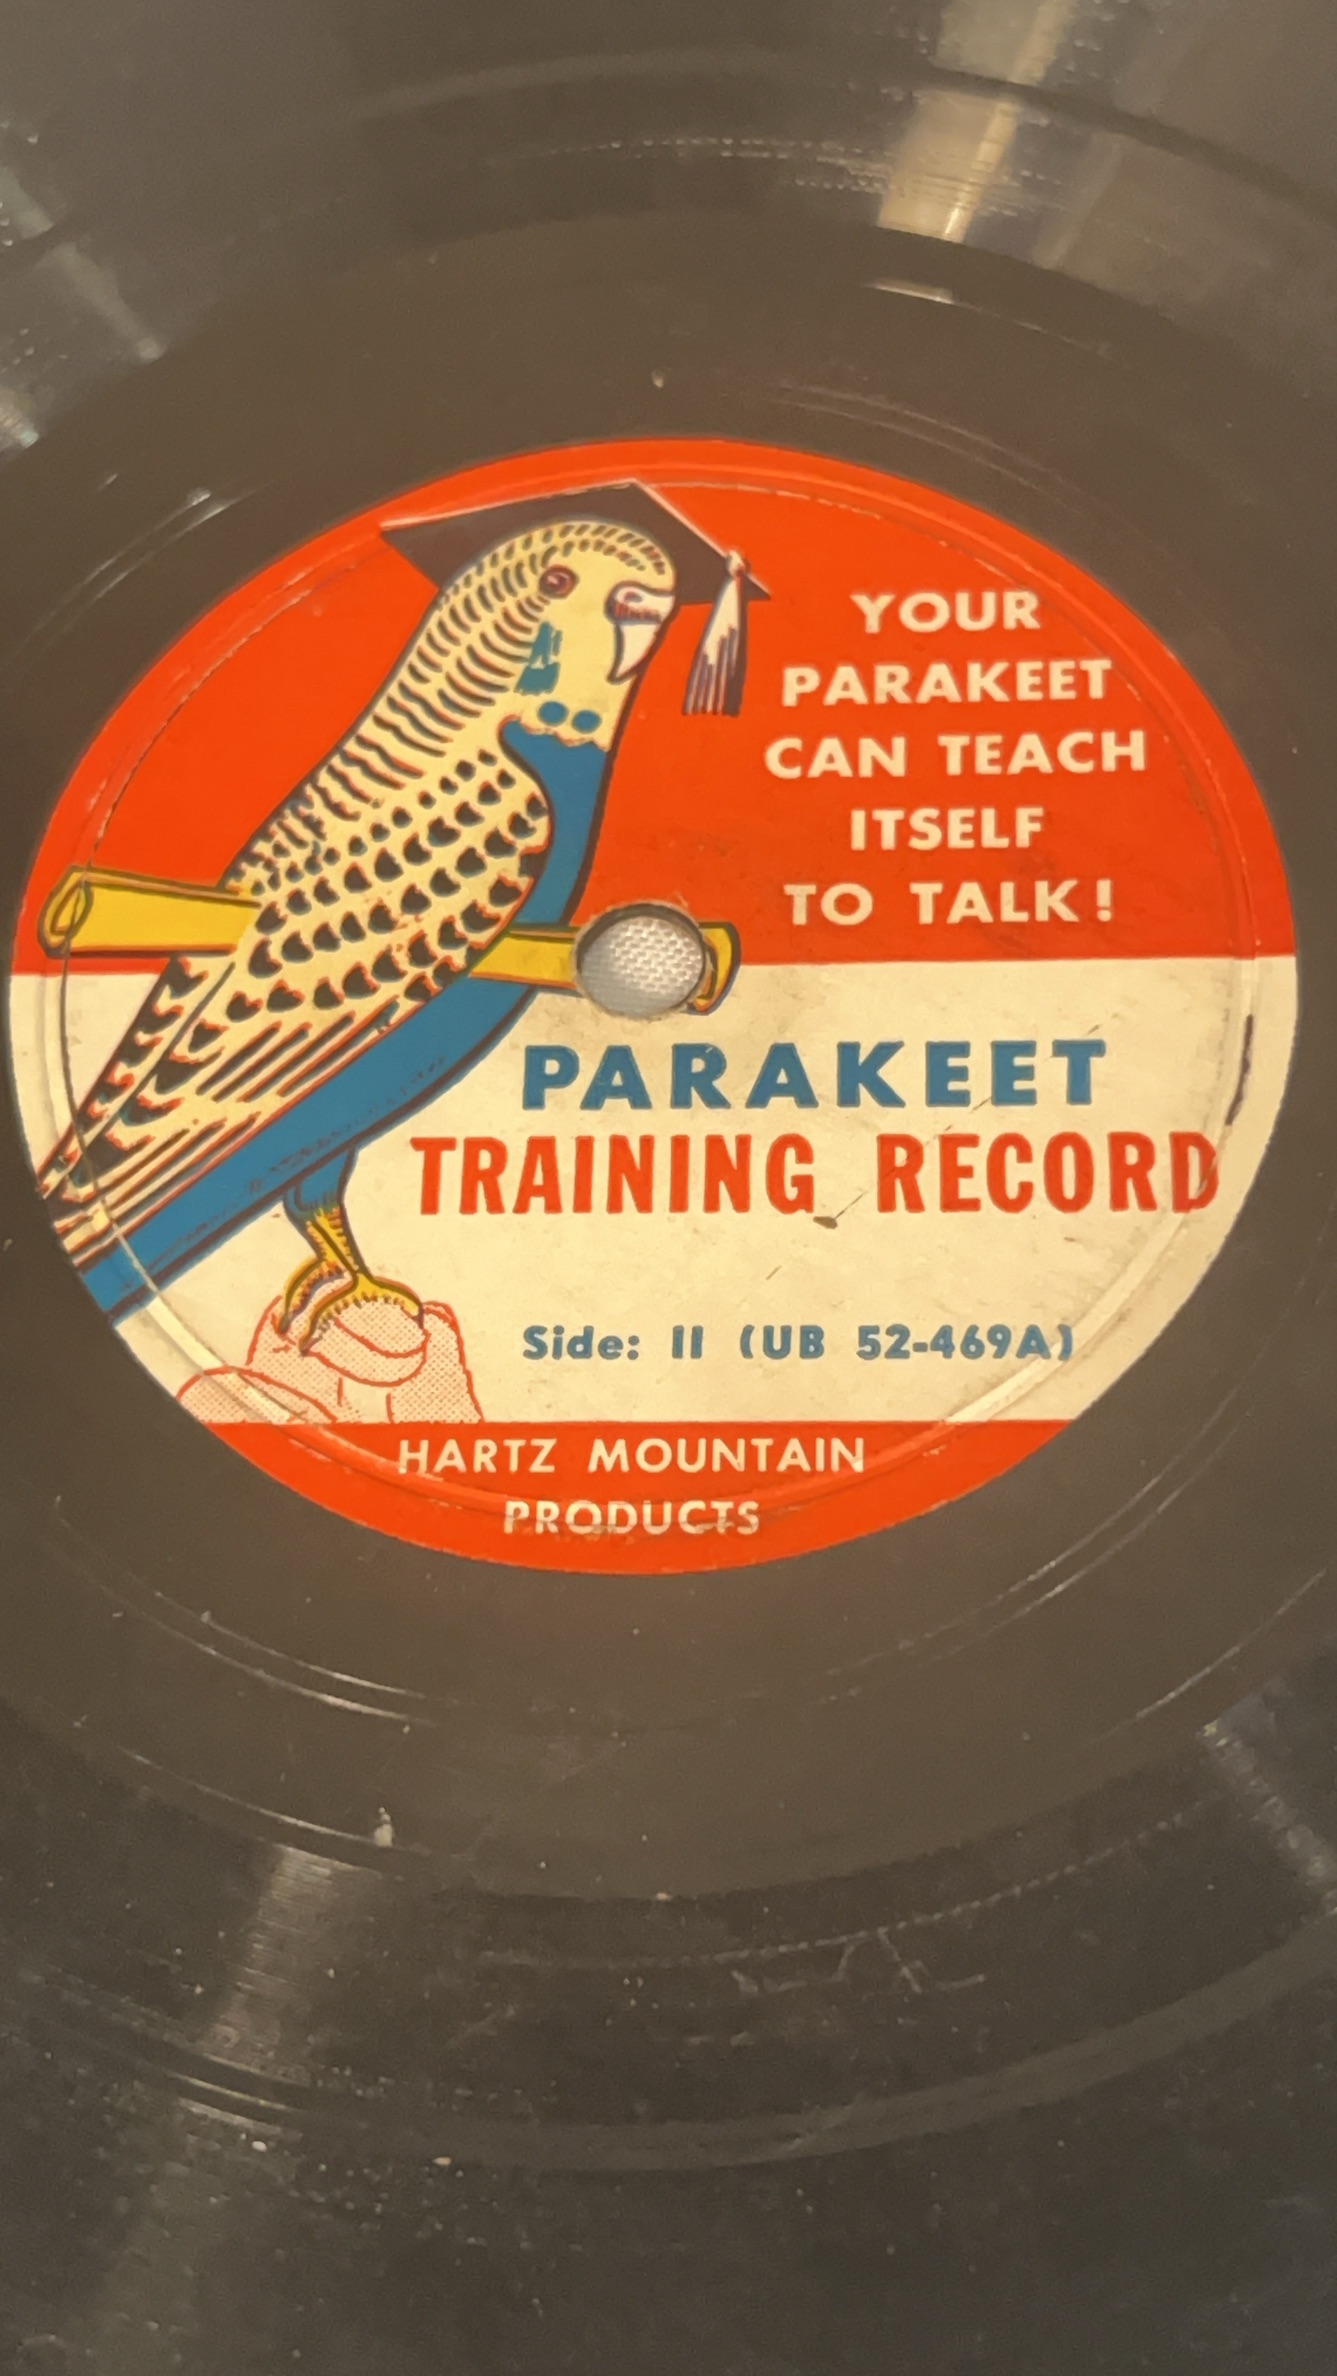 YOUR
PARAKEET
CAN TEACH
ITSELF
TO TALK!
PARAKEET
TRAINING RECORD
Side: II (UB 52-469A)
HARTZ MOUNTAIN
PRODUCTS